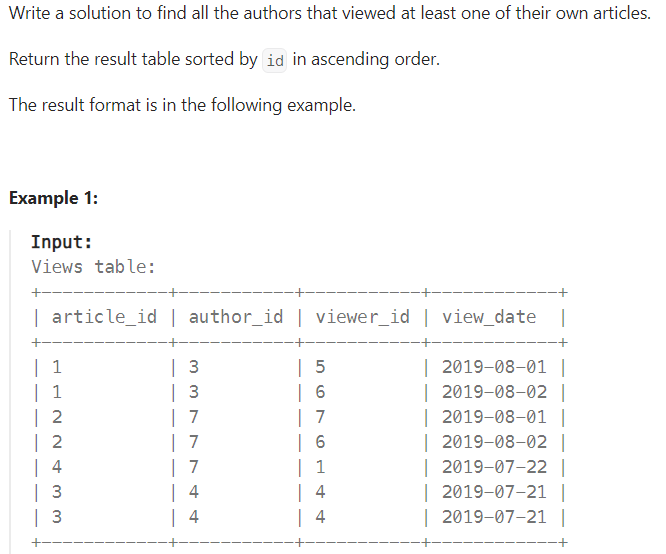 Write a solution to find all the authors that viewed at least one of their own articles.
Return the result table sorted by id in ascending order.
The result format is in the following example.
Example 1:
Input:
Views table:
+------------+-----------+-----------+------------+
| article_id | author_id | viewer_id | view_date  |
+------------+-----------+-----------+------------+
| 1          | 3         | 5         | 2019-08-01 |
| 1          | 3         | 6         | 2019-08-02 |
| 2          | 7         | 7         | 2019-08-01 |
| 2          | 7         | 6         | 2019-08-02 |
| 4          | 7         | 1         | 2019-07-22 |
| 3          | 4         | 4         | 2019-07-21 |
| 3          | 4         | 4         | 2019-07-21 |
+------------+-----------+-----------+------------+